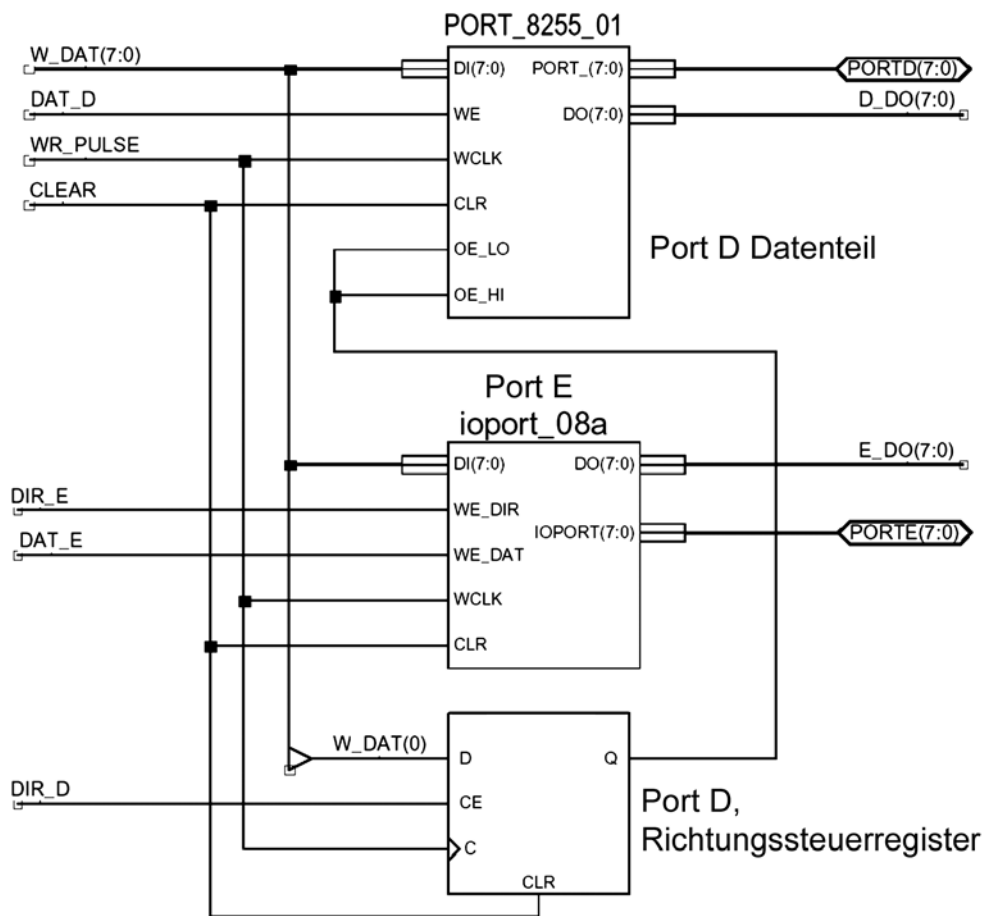 PORT_8255_01
W_DAT(7:0)
DI(7:0)
PORT_(7:0)
PORTD(7:0)
DAT_D
WE
DO(7:0)
D_DO(7:0)
WR_PULSE
WCLK
CLEAR
CLR
OE_LO
Port D Datenteil
OE_HI
Port E
ioport_08a
DI(7:0)
DO(7:0)
E_DO(7:0)
DIR_E
WE_DIR
IOPORT(7:0)
PORTE(7:0)
DAT_E
WE_DAT
WCLK
CLR
W_DAT(0)
D
Q
DIR_D
CE
Port D,
Richtungssteuerregister
C
CLR